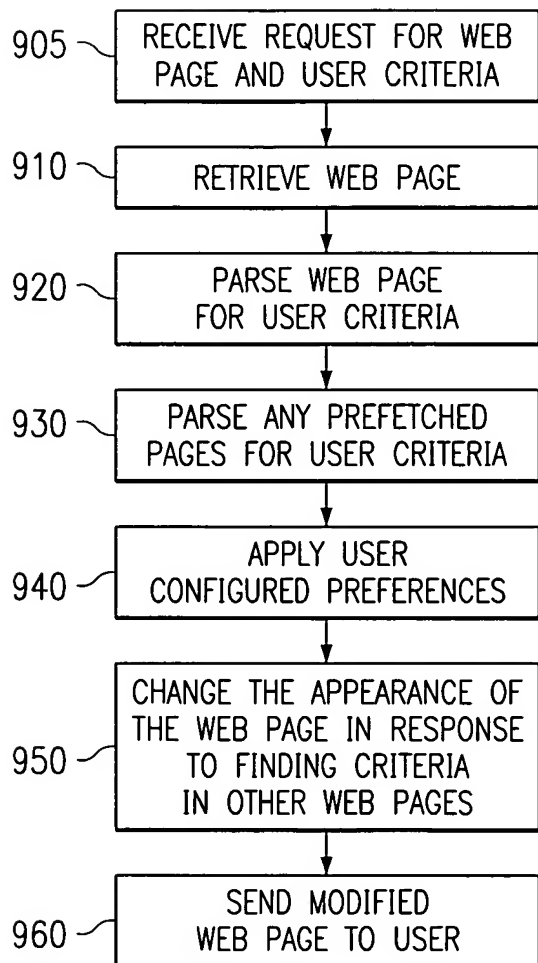 905
RECEIVE REQUEST FOR WEB
PAGE AND USER CRITERIA
910
RETRIEVE WEB PAGE
920
PARSE WEB PAGE
FOR USER CRITERIA
930
PARSE ANY PREFETCHED
PAGES FOR USER CRITERIA
940
APPLY USER
CONFIGURED PREFERENCES
950
CHANGE THE APPEARANCE OF
THE WEB PAGE IN RESPONSE
TO FINDING CRITERIA
IN OTHER WEB PAGES
960
SEND MODIFIED
WEB PAGE TO USER